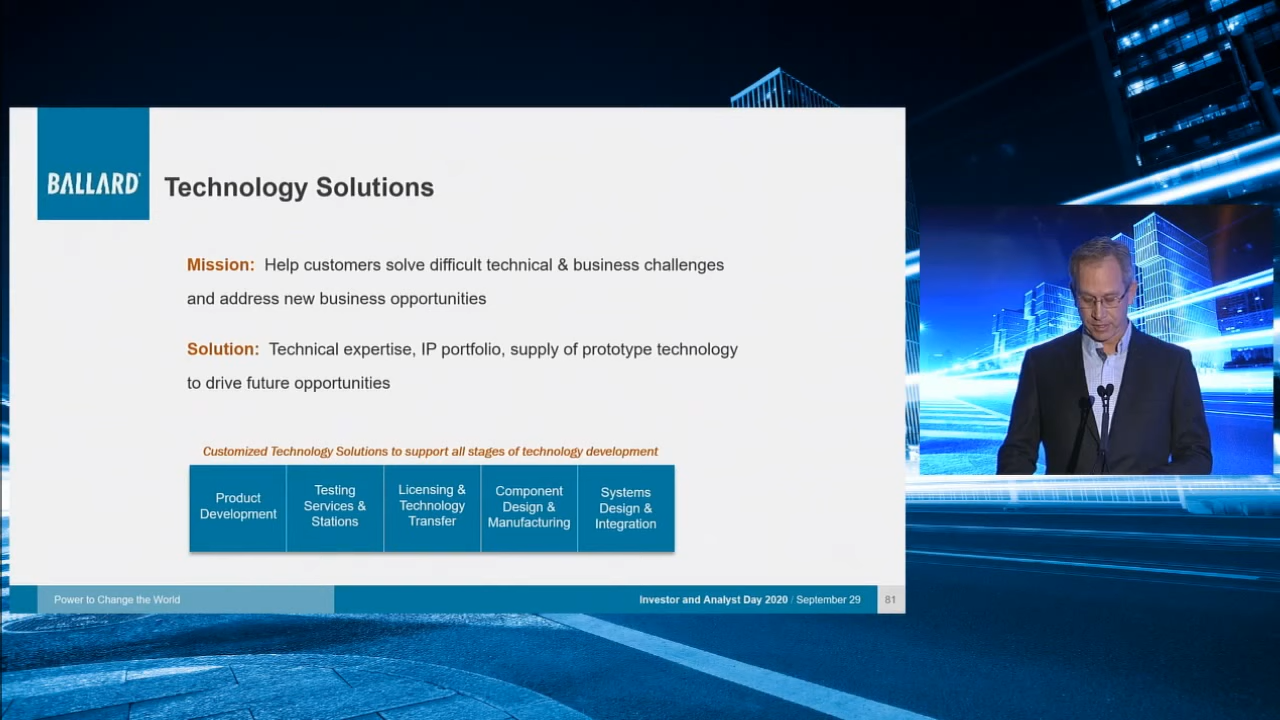 BALLARD
Technology Solutions
Mission: Help customers solve difficult technical & business challenges
and address new business opportunities
Solution: Technical expertise, IP portfolio, supply of prototype technology
to drive future opportunities
Customized Technology Solutions to support all stages of technology development
Product
Development
Testing
Services &
Stations
Licensing &
Technology
Transfer
Component
Design &
Manufacturing
Systems
Design &
Integration
Power to Change the World
Investor and Analyst Day 2020 / September 29
81